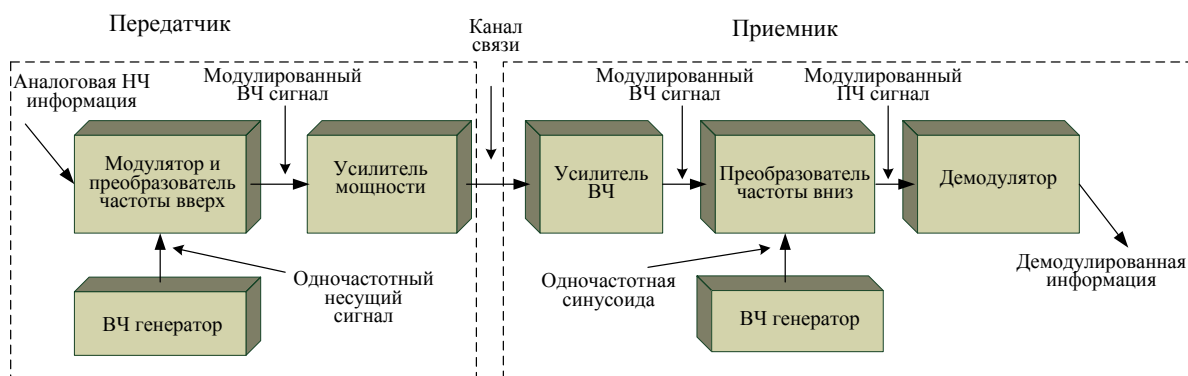 Передатчик
Канал
связи
Приемник
Аналоговая НЧ
информация
Модулированный
ВЧ сигнал
Модулированный
ВЧ сигнал
Модулированный
ПЧ сигнал
Модулятор и
преобразователь
частоты вверх
Усилитель
мощности
Усилитель
ВЧ
Преобразователь
частоты вниз
Демодулятор
Одночастотный
несущий
сигнал
Одночастотная
синусоида
Демодулированная
информация
ВЧ генератор
ВЧ генератор